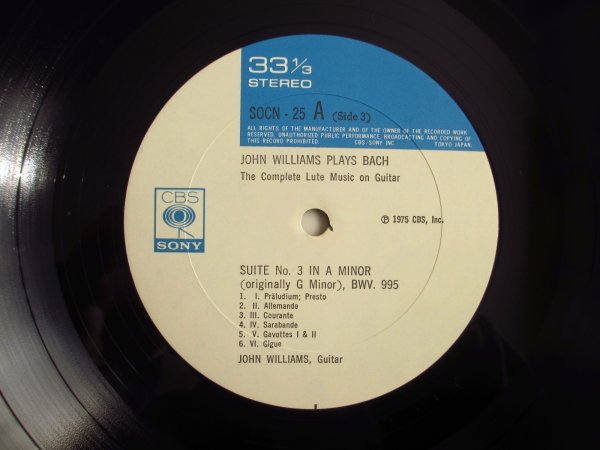 33 1/3
STEREO
SOCN - 25 A (Side 3)
ALL RIGHTS OF THE MANUFACTURER AND OF THE OWNER OF THE RECORDED WORK
RESERVED. UNAUTHORIZED PUBLIC PERFORMANCE, BROADCASTING AND COPYING OF
THIS RECORD PROHIBITED. CBS/SONY INC. TOKYO JAPAN.
JOHN WILLIAMS PLAYS BACH
The Complete Lute Music on Guitar
CBS
SONY
℗ 1975 CBS, Inc.
SUITE No. 3 IN A MINOR
(originally G Minor), BWV. 995
1. I. Präludium; Presto
2. II. Allemande
3. III. Courante
4. IV. Sarabande
5. V. Gavottes I & II
6. VI. Gigue
JOHN WILLIAMS, Guitar